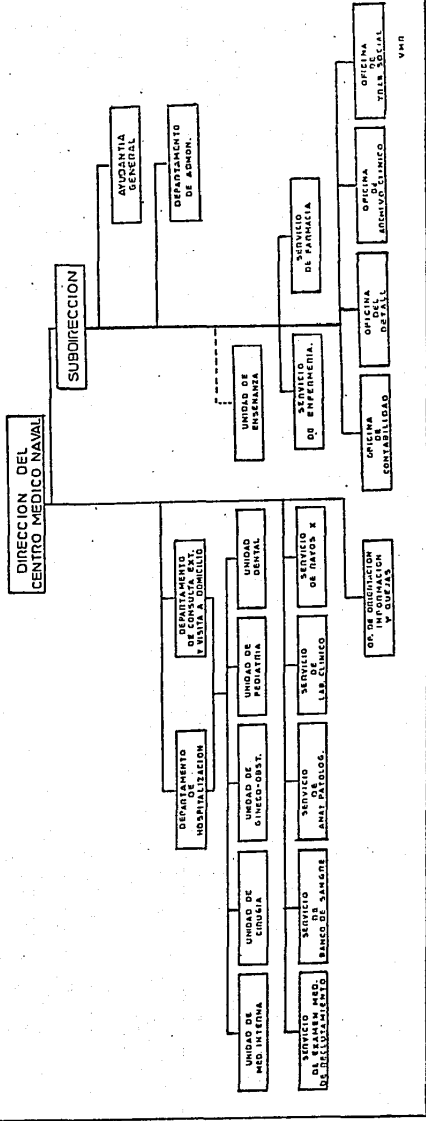 DIRECCION DEL
CENTRO MEDICO NAVAL
SUBDIRECCION
AYUDANTIA
GENERAL
DEPARTAMENTO
DE ADMON.
DEPARTAMENTO
DE
HOSPITALIZACION
DEPARTAMENTO
DE CONSULTA EXT.
Y VISITA A DOMICILIO
UNIDAD DE
ENSEÑANZA
UNIDAD DE
MED. INTERNA
UNIDAD DE
CIRUGIA
UNIDAD DE
GINECO-OBST.
UNIDAD DE
PEDIATRIA
UNIDAD
DENTAL
SERVICIO
DE ENFERMERIA.
SERVICIO
DE FARMACIA
SERVICIO
DE EXAMEN MED.
DE RECLUTAMIENTO
SERVICIO
DE
BANCO DE SANGRE
SERVICIO
DE
ANAT. PATOLOG.
SERVICIO
DE
LAB. CLINICO
SERVICIO
DE RAYOS X
OF. DE ORIENTACION
INFORMACION
Y QUEJAS
OFICINA
DE
CONTABILIDAD
OFICINA
DEL
DETALL
OFICINA
DE
ARCHIVO CLINICO
OFICINA
DE
TRAB. SOCIAL
VMR